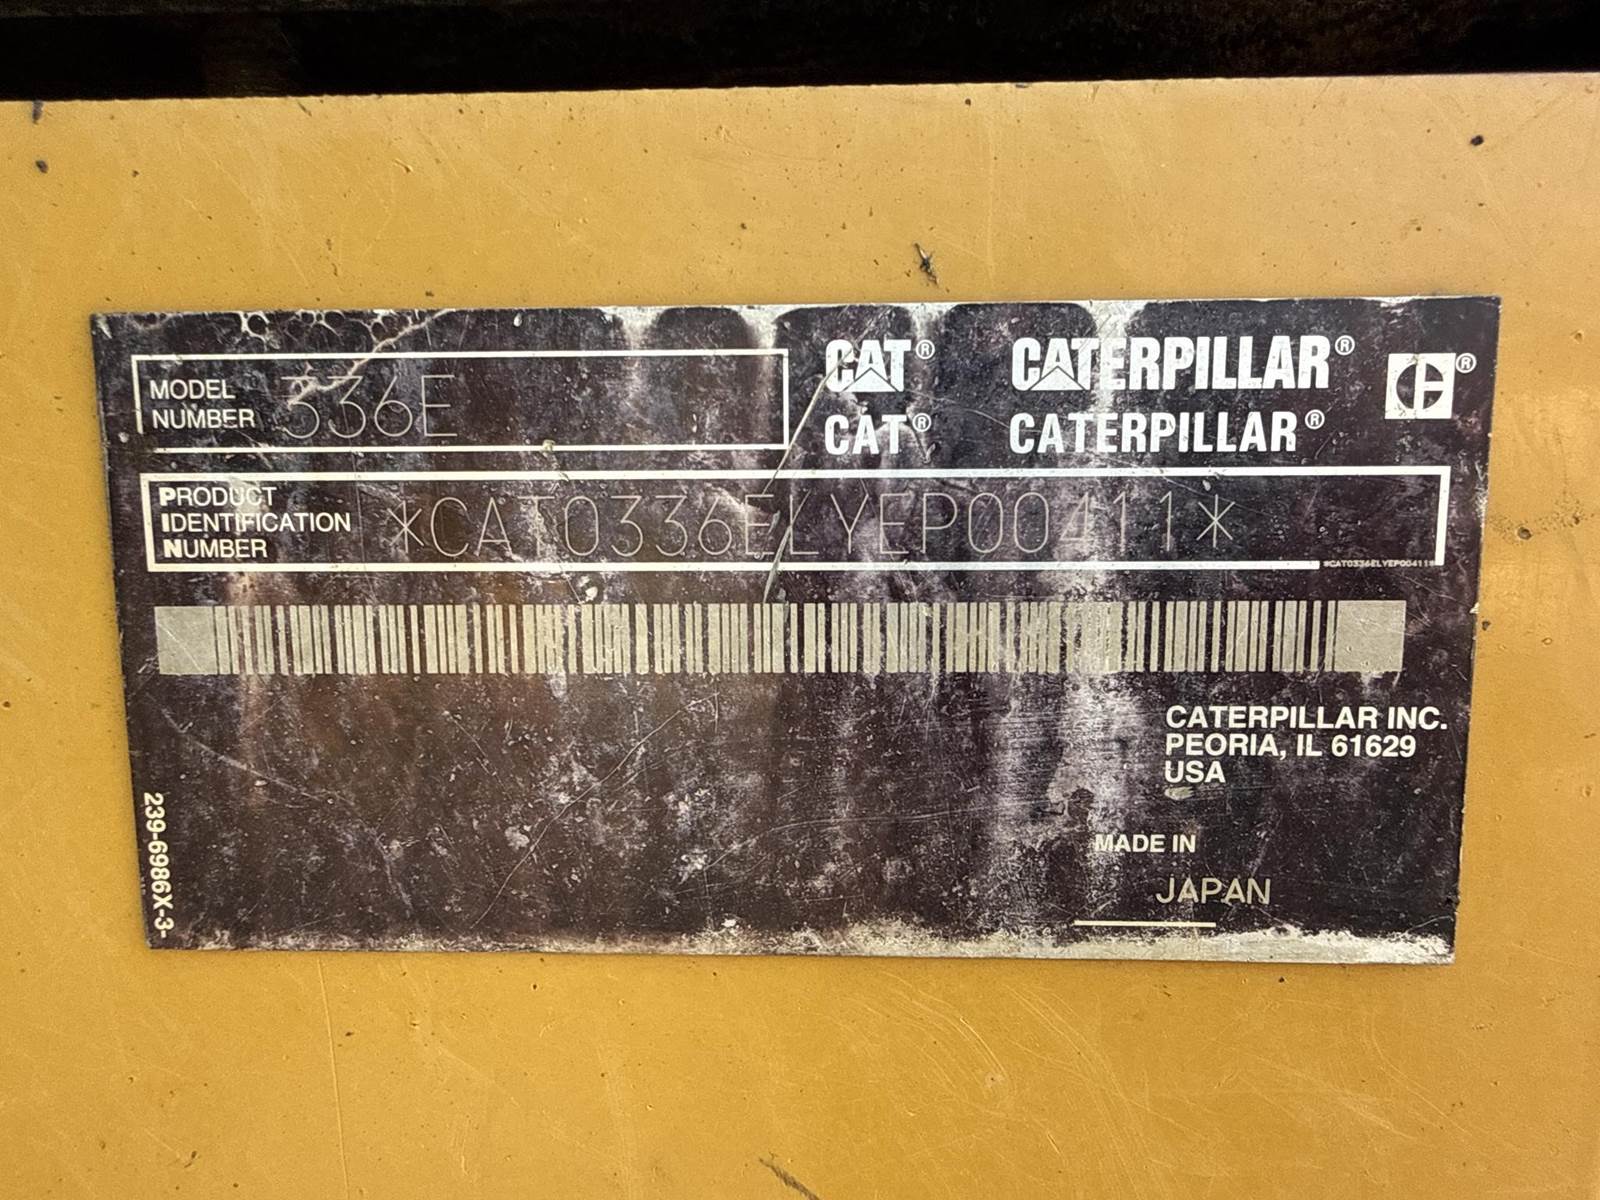 MODEL NUMBER 336E
CAT® CATERPILLAR®
CAT® CATERPILLAR®
PRODUCT
IDENTIFICATION
NUMBER
*CAT0336ELYEP00411*
*CAT0336ELYEP00411*
CATERPILLAR INC.
PEORIA, IL 61629
USA
MADE IN
JAPAN
239-6986X-3-